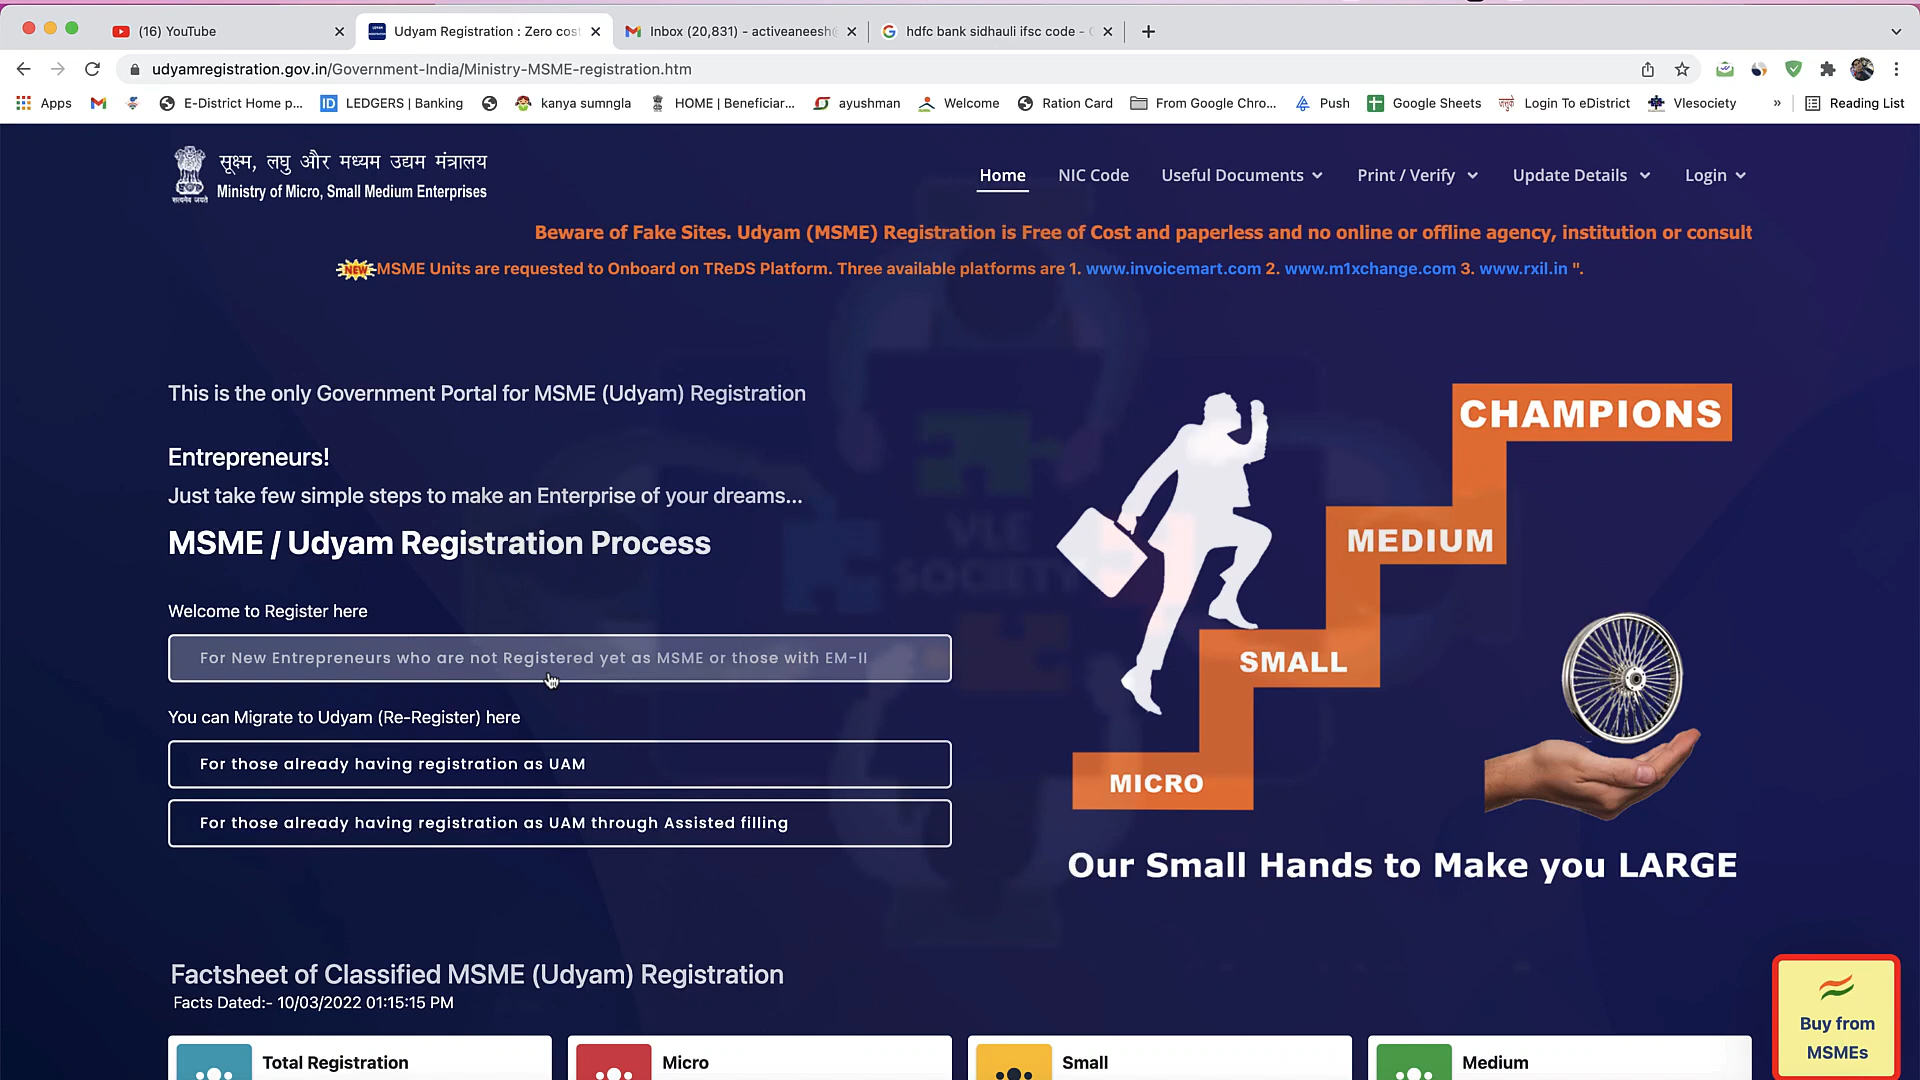 (16) YouTube
Udyam Registration : Zero cost
Inbox (20,831) - activeaneesh@
hdfc bank sidhauli ifsc code -
udyamregistration.gov.in/Government-India/Ministry-MSME-registration.htm
Apps
E-District Home p...
ID LEDGERS | Banking
kanya sumngla
HOME | Beneficiar...
ayushman
Welcome
Ration Card
From Google Chro...
Push
Google Sheets
Login To eDistrict
Vlesociety
»
Reading List
सूक्ष्म, लघु और मध्यम उद्यम मंत्रालय
Ministry of Micro, Small Medium Enterprises
सत्यमेव जयते
Home
NIC Code
Useful Documents
Print / Verify
Update Details
Login
Beware of Fake Sites. Udyam (MSME) Registration is Free of Cost and paperless and no online or offline agency, institution or consult
NEW MSME Units are requested to Onboard on TReDS Platform. Three available platforms are 1. www.invoicemart.com 2. www.m1xchange.com 3. www.rxil.in ".
This is the only Government Portal for MSME (Udyam) Registration
Entrepreneurs!
Just take few simple steps to make an Enterprise of your dreams...
MSME / Udyam Registration Process
Welcome to Register here
For New Entrepreneurs who are not Registered yet as MSME or those with EM-II
You can Migrate to Udyam (Re-Register) here
For those already having registration as UAM
For those already having registration as UAM through Assisted filling
CHAMPIONS
MEDIUM
SMALL
MICRO
VLE
SOCIETY
Our Small Hands to Make you LARGE
Factsheet of Classified MSME (Udyam) Registration
Facts Dated:- 10/03/2022 01:15:15 PM
Total Registration
Micro
Small
Medium
Buy from
MSMEs